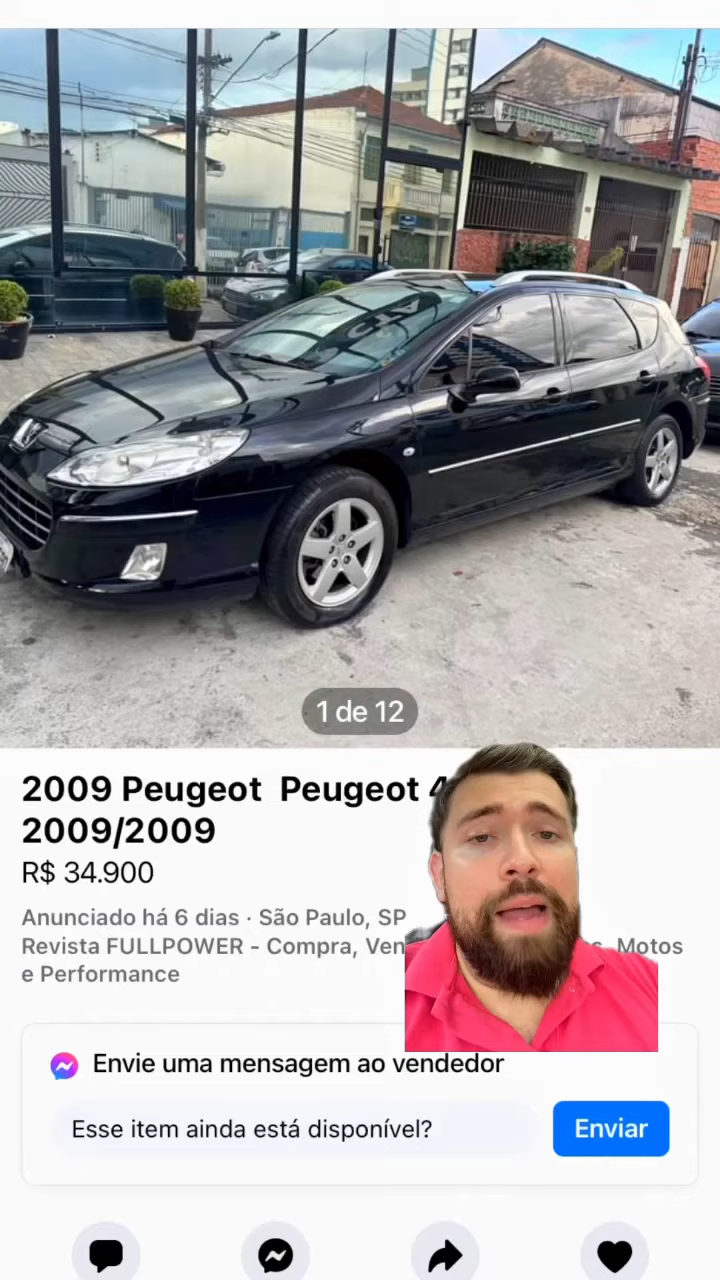 1 de 12
2009 Peugeot Peugeot 4
2009/2009
R$ 34.900
Anunciado há 6 dias · São Paulo, SP
Revista FULLPOWER - Compra, Ven Motos
e Performance
Envie uma mensagem ao vendedor
Esse item ainda está disponível?
Enviar